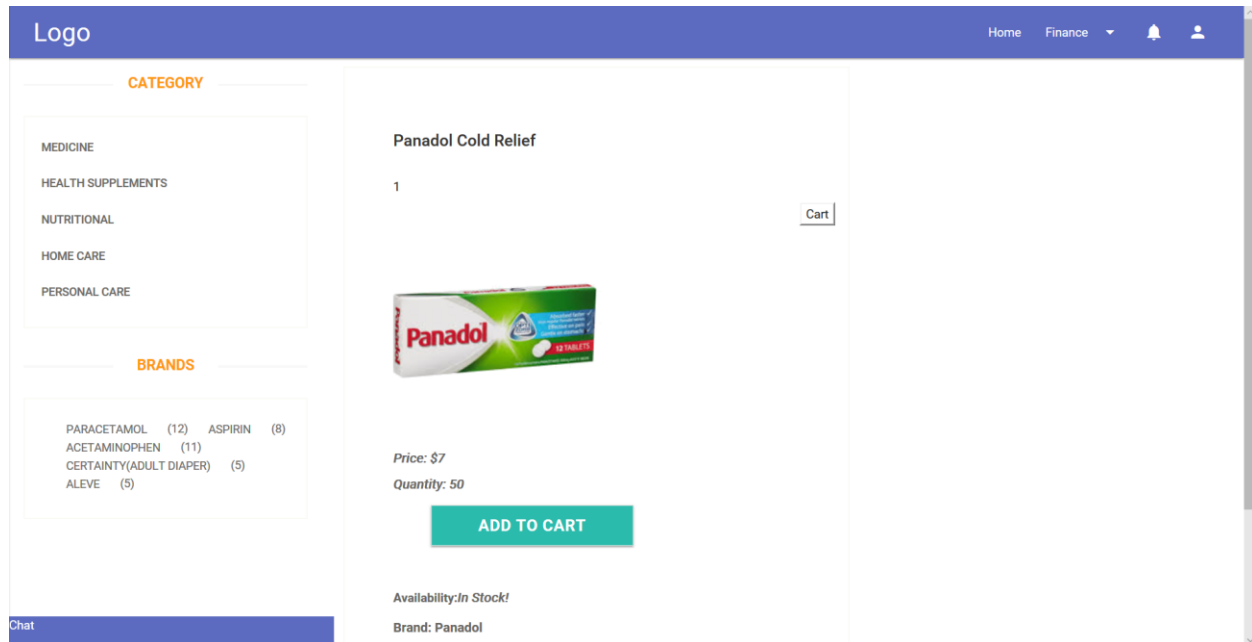 Logo
Home Finance
CATEGORY
MEDICINE
HEALTH SUPPLEMENTS
NUTRITIONAL
HOME CARE
PERSONAL CARE
BRANDS
PARACETAMOL (12) ASPIRIN (8)
ACETAMINOPHEN (11)
CERTAINTY(ADULT DIAPER) (5)
ALEVE (5)
Chat
Panadol Cold Relief
1
Cart
Panadol
Panadol
12 TABLETS
Price: $7
Quantity: 50
ADD TO CART
Availability:In Stock!
Brand: Panadol